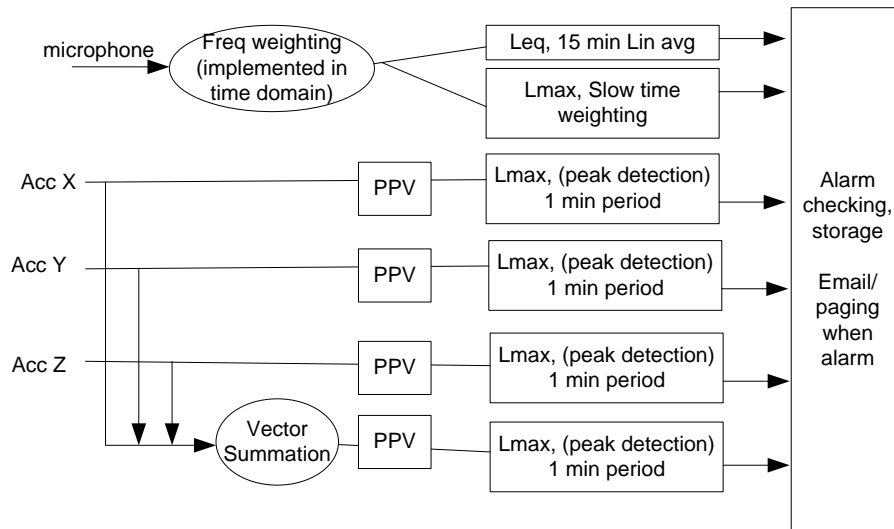 microphone
Freq weighting
(implemented in
time domain)
Leq, 15 min Lin avg
Lmax, Slow time
weighting
Acc X
PPV
Lmax, (peak detection)
1 min period
Acc Y
PPV
Lmax, (peak detection)
1 min period
Acc Z
PPV
Lmax, (peak detection)
1 min period
Vector
Summation
PPV
Lmax, (peak detection)
1 min period
Alarm
checking,
storage
Email/
paging
when
alarm